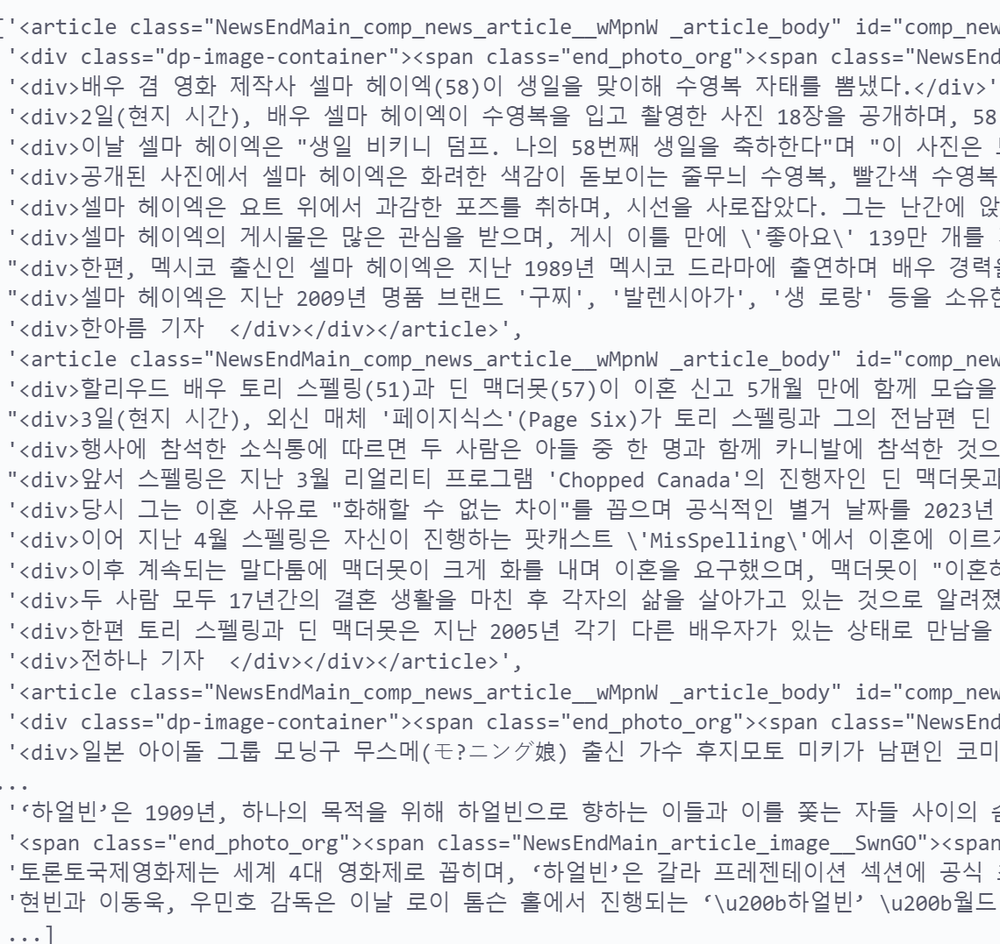 ['<article class="NewsEndMain_comp_news_article__wMpnW _article_body" id="comp_new
'<div class="dp-image-container"><span class="end_photo_org"><span class="NewsEnd
'<div>배우 겸 영화 제작사 셀마 헤이엑(58)이 생일을 맞이해 수영복 자태를 뽐냈다.</div>'
'<div>2일(현지 시간), 배우 셀마 헤이엑이 수영복을 입고 촬영한 사진 18장을 공개하며, 58
'<div>이날 셀마 헤이엑은 "생일 비키니 덤프. 나의 58번째 생일을 축하한다"며 "이 사진은
'<div>공개된 사진에서 셀마 헤이엑은 화려한 색감이 돋보이는 줄무늬 수영복, 빨간색 수영복
'<div>셀마 헤이엑은 요트 위에서 과감한 포즈를 취하며, 시선을 사로잡았다. 그는 난간에 앉
'<div>셀마 헤이엑의 게시물은 많은 관심을 받으며, 게시 이틀 만에 \'좋아요\' 139만 개를
"<div>한편, 멕시코 출신인 셀마 헤이엑은 지난 1989년 멕시코 드라마에 출연하며 배우 경력을
"<div>셀마 헤이엑은 지난 2009년 명품 브랜드 '구찌', '발렌시아가', '생 로랑' 등을 소유한
'<div>한아름 기자  </div></div></article>',
'<article class="NewsEndMain_comp_news_article__wMpnW _article_body" id="comp_new
'<div>할리우드 배우 토리 스펠링(51)과 딘 맥더못(57)이 이혼 신고 5개월 만에 함께 모습을
"<div>3일(현지 시간), 외신 매체 '페이지식스'(Page Six)가 토리 스펠링과 그의 전남편 딘
'<div>행사에 참석한 소식통에 따르면 두 사람은 아들 중 한 명과 함께 카니발에 참석한 것으
"<div>앞서 스펠링은 지난 3월 리얼리티 프로그램 'Chopped Canada'의 진행자인 딘 맥더못과
'<div>당시 그는 이혼 사유로 "화해할 수 없는 차이"를 꼽으며 공식적인 별거 날짜를 2023년
'<div>이어 지난 4월 스펠링은 자신이 진행하는 팟캐스트 \'MisSpelling\'에서 이혼에 이르기
'<div>이후 계속되는 말다툼에 맥더못이 크게 화를 내며 이혼을 요구했으며, 맥더못이 "이혼하
'<div>두 사람 모두 17년간의 결혼 생활을 마친 후 각자의 삶을 살아가고 있는 것으로 알려졌
'<div>한편 토리 스펠링과 딘 맥더못은 지난 2005년 각기 다른 배우자가 있는 상태로 만남을
'<div>전하나 기자  </div></div></article>',
'<article class="NewsEndMain_comp_news_article__wMpnW _article_body" id="comp_new
'<div class="dp-image-container"><span class="end_photo_org"><span class="NewsEnd
'<div>일본 아이돌 그룹 모닝구 무스메(モ?ニング娘) 출신 가수 후지모토 미키가 남편인 코미
...
'‘하얼빈’은 1909년, 하나의 목적을 위해 하얼빈으로 향하는 이들과 이를 쫓는 자들 사이의
'<span class="end_photo_org"><span class="NewsEndMain_article_image__SwnGO"><span
'토론토국제영화제는 세계 4대 영화제로 꼽히며, ‘하얼빈’은 갈라 프레젠테이션 섹션에 공식
'현빈과 이동욱, 우민호 감독은 이날 로이 톰슨 홀에서 진행되는 ‘\u200b하얼빈’ \u200b월드
...]